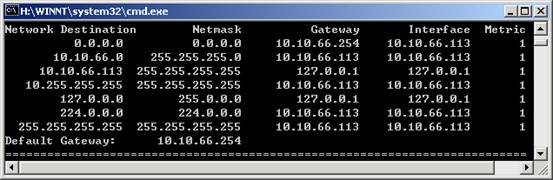 H:\WINNT\system32\cmd.exe
Network Destination Netmask Gateway Interface Metric
0.0.0.0 0.0.0.0 10.10.66.254 10.10.66.113 1
10.10.66.0 255.255.255.0 10.10.66.113 10.10.66.113 1
10.10.66.113 255.255.255.255 127.0.0.1 127.0.0.1 1
10.255.255.255 255.255.255.255 10.10.66.113 10.10.66.113 1
127.0.0.0 255.0.0.0 127.0.0.1 127.0.0.1 1
224.0.0.0 224.0.0.0 10.10.66.113 10.10.66.113 1
255.255.255.255 255.255.255.255 10.10.66.113 10.10.66.113 1
Default Gateway: 10.10.66.254
===========================================================================